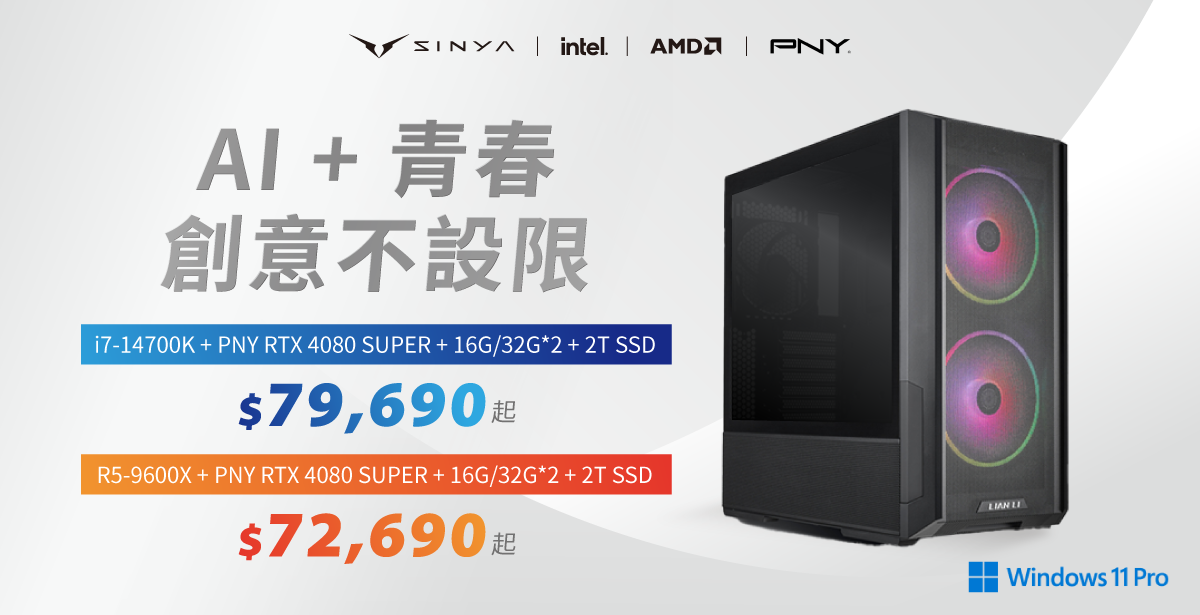 SINYA | intel. | AMD | PNY
AI + 青春
創意不設限
i7-14700K + PNY RTX 4080 SUPER + 16G/32G*2 + 2T SSD
$79,690起
R5-9600X + PNY RTX 4080 SUPER + 16G/32G*2 + 2T SSD
$72,690起
LIAN LI
Windows 11 Pro